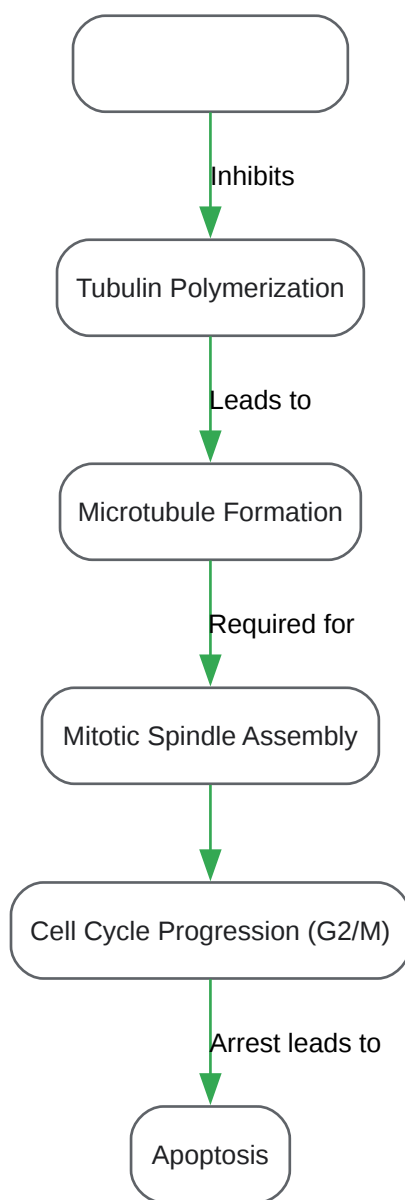 Inhibits
Tubulin Polymerization
Leads to
Microtubule Formation
Required for
Mitotic Spindle Assembly
Cell Cycle Progression (G2/M)
Arrest leads to
Apoptosis